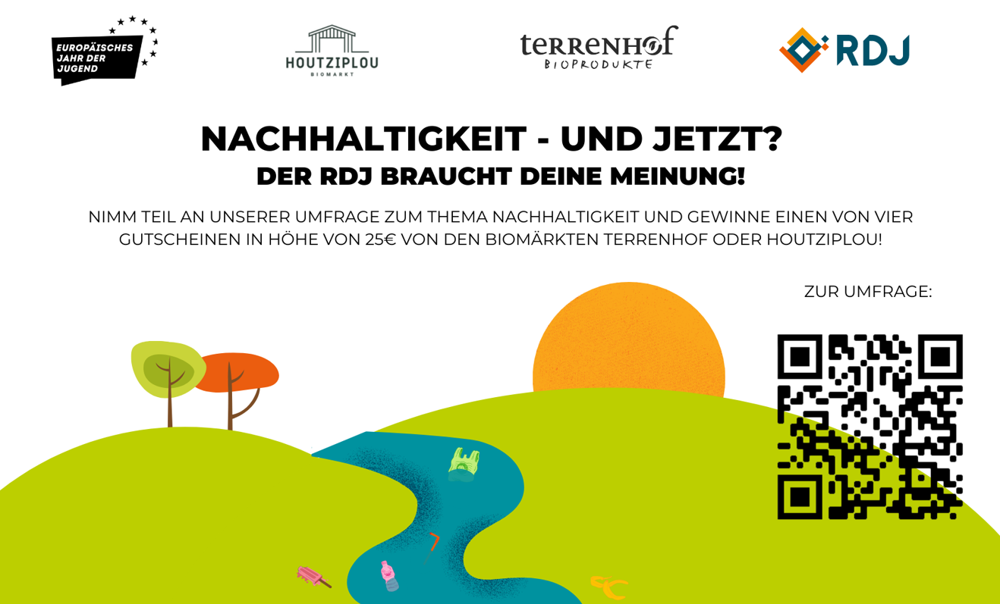 EUROPÄISCHES
JAHR DER
JUGEND
HOUTZIPLOU
BIOMARKT
terrenhof
BIOPRODUKTE
RDJ
NACHHALTIGKEIT - UND JETZT?
DER RDJ BRAUCHT DEINE MEINUNG!
NIMM TEIL AN UNSERER UMFRAGE ZUM THEMA NACHHALTIGKEIT UND GEWINNE EINEN VON VIER
GUTSCHEINEN IN HÖHE VON 25€ VON DEN BIOMÄRKTEN TERRENHOF ODER HOUTZIPLOU!
ZUR UMFRAGE: